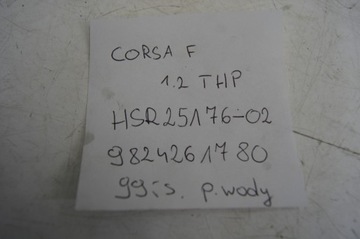 CORSA F
1.2 THP
HSR25176-02
9824261780
99:s. p.wody